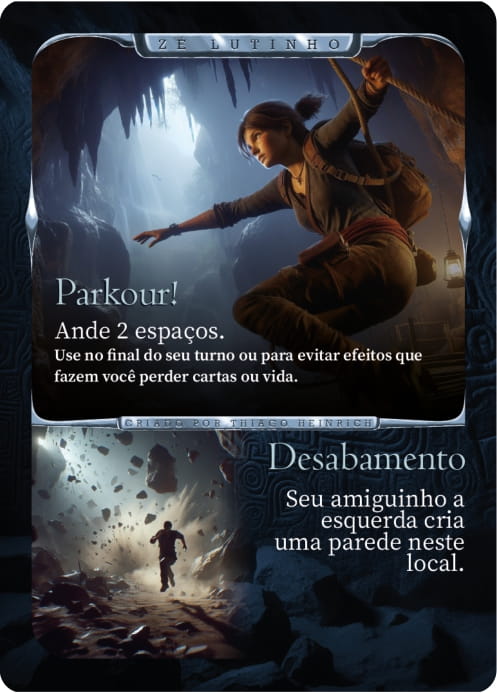 ZÉ LUTINHO
Parkour!
Ande 2 espaços.
Use no final do seu turno ou para evitar efeitos que
fazem você perder cartas ou vida.
CRIADO POR THIAGO HEINRICH
Desabamento
Seu amiguinho a
esquerda cria
uma parede neste
local.